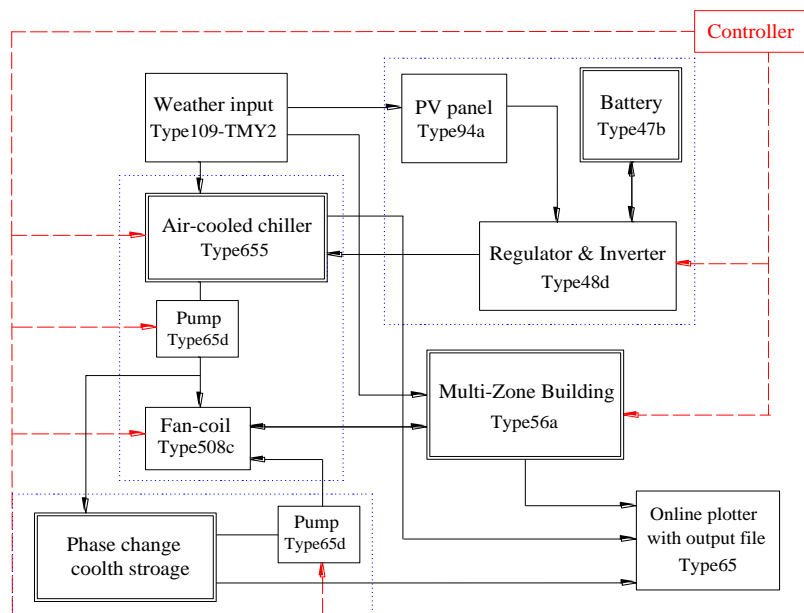 Controller
Weather input
Type109-TMY2
PV panel
Type94a
Battery
Type47b
Air-cooled chiller
Type655
Regulator & Inverter
Type48d
Pump
Type65d
Multi-Zone Building
Type56a
Fan-coil
Type508c
Pump
Type65d
Phase change
coolth stroage
Online plotter
with output file
Type65